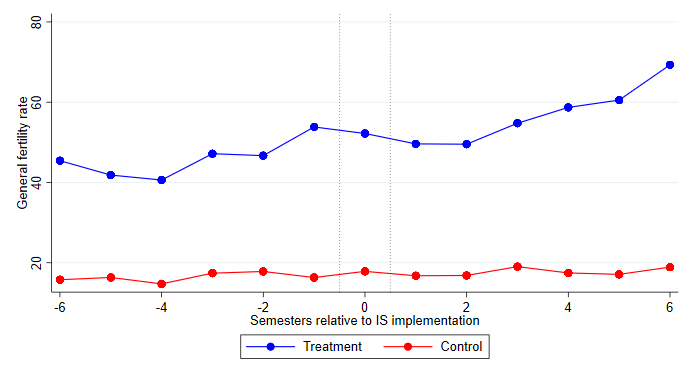 General fertility rate
80
60
40
20
-6 -4 -2 0 2 4 6
Semesters relative to IS implementation
Treatment Control